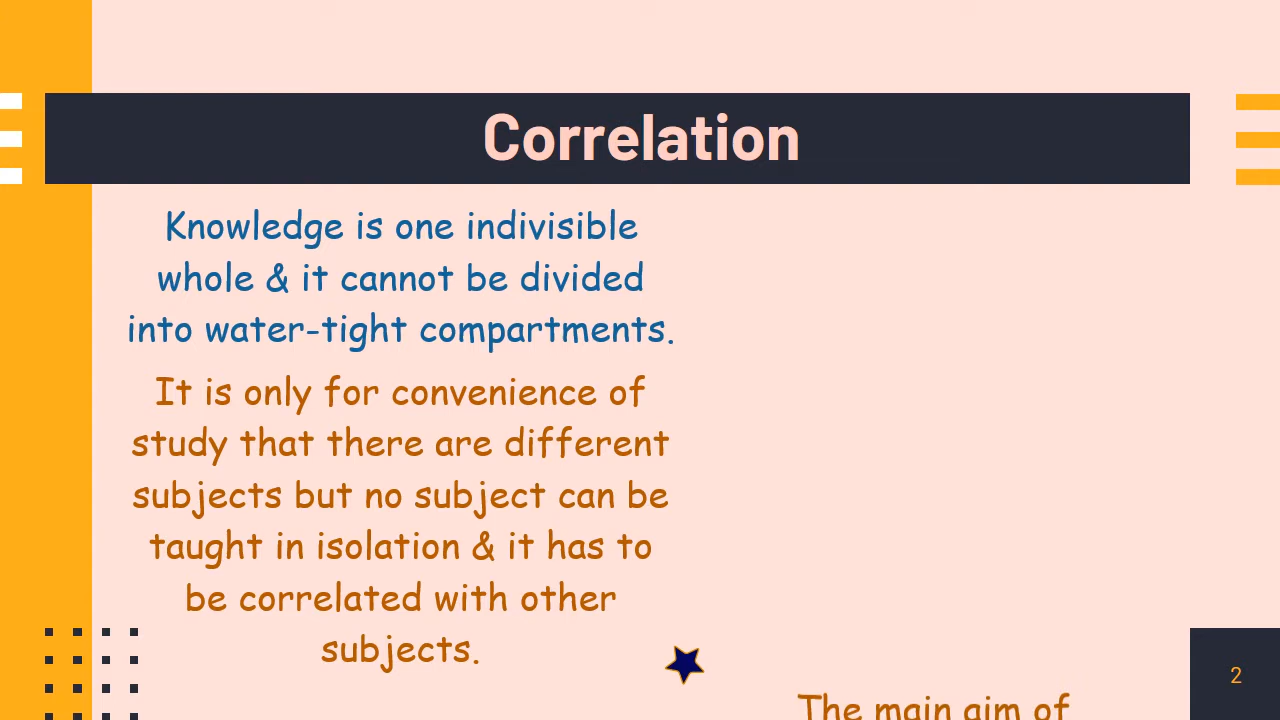 Correlation
Knowledge is one indivisible
whole & it cannot be divided
into water-tight compartments.
It is only for convenience of
study that there are different
subjects but no subject can be
taught in isolation & it has to
be correlated with other
subjects.
The main aim of
2